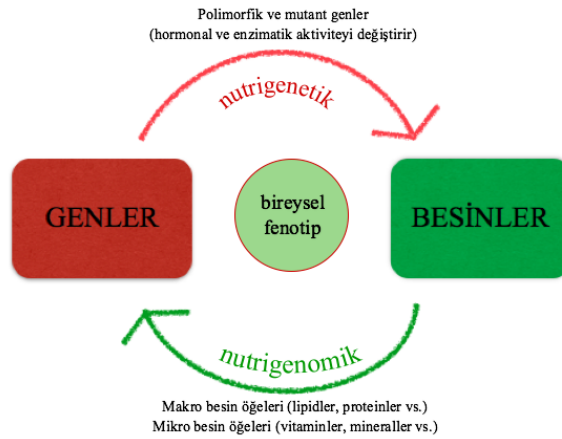 Polimorfik ve mutant genler
(hormonal ve enzimatik aktiviteyi değiştirir)
nutrigenetik
GENLER
bireysel
fenotip
BESİNLER
nutrigenomik
Makro besin öğeleri (lipidler, proteinler vs.)
Mikro besin öğeleri (vitaminler, mineraller vs.)